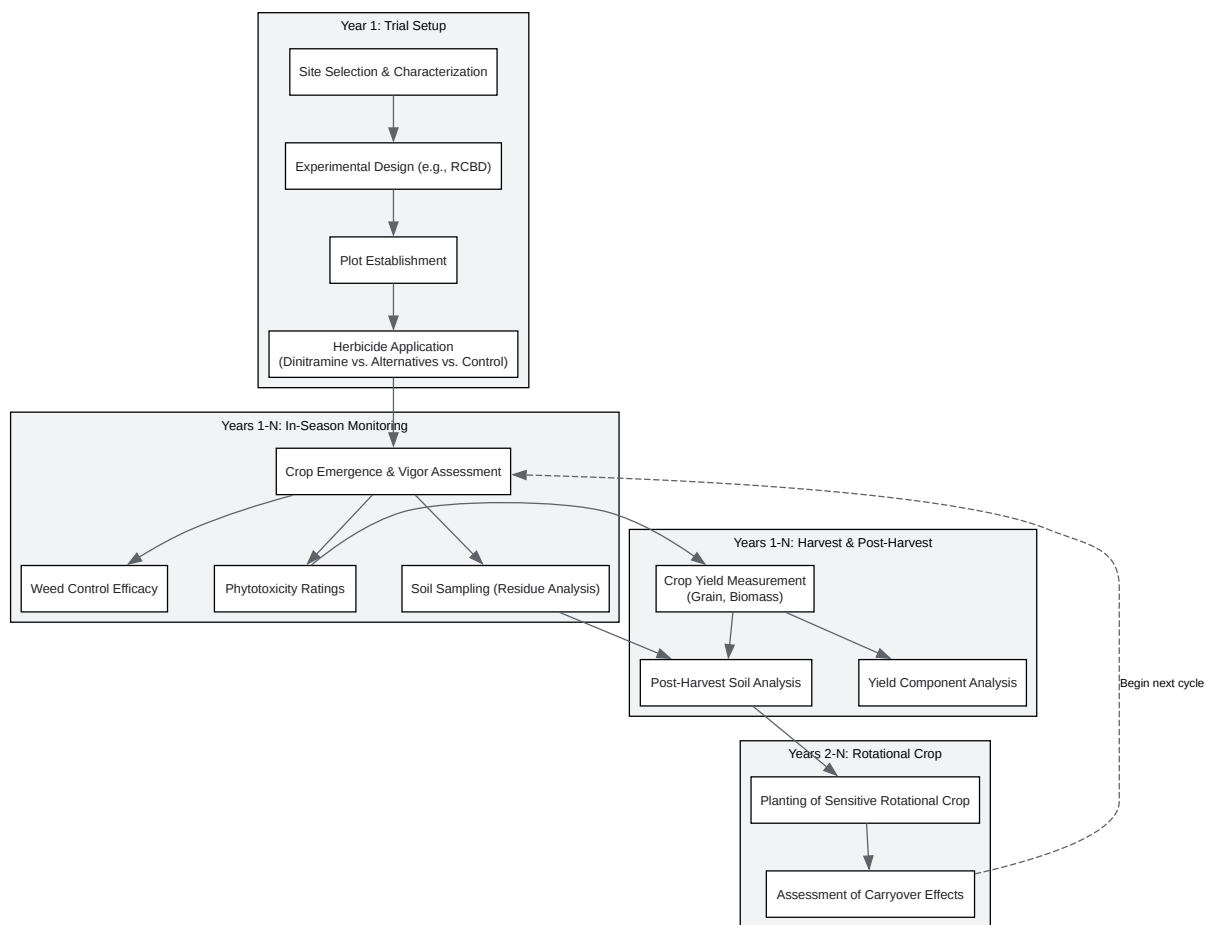 Year 1: Trial Setup
Site Selection & Characterization
Experimental Design (e.g., RCBD)
Plot Establishment
Herbicide Application
(Dinitramine vs. Alternatives vs. Control)
Years 1-N: In-Season Monitoring
Crop Emergence & Vigor Assessment
Weed Control Efficacy
Phytotoxicity Ratings
Soil Sampling (Residue Analysis)
Years 1-N: Harvest & Post-Harvest
Crop Yield Measurement
(Grain, Biomass)
Post-Harvest Soil Analysis
Yield Component Analysis
Begin next cycle
Years 2-N: Rotational Crop
Planting of Sensitive Rotational Crop
Assessment of Carryover Effects